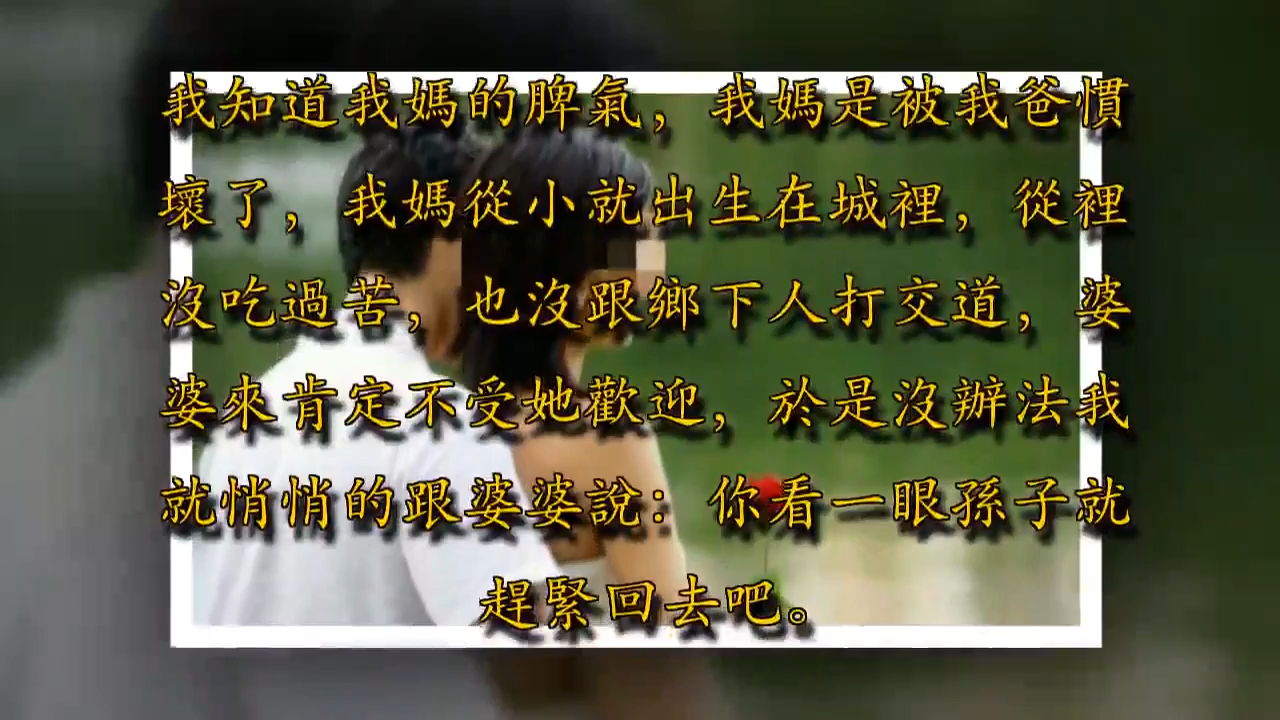 我知道我媽的脾氣，我媽是被我爸慣
壞了，我媽從小就出生在城裡，從裡
沒吃過苦，也沒跟鄉下人打交道，婆
婆來肯定不受她歡迎，於是沒辦法我
就悄悄的跟婆婆說：你看一眼孫子就
趕緊回去吧。